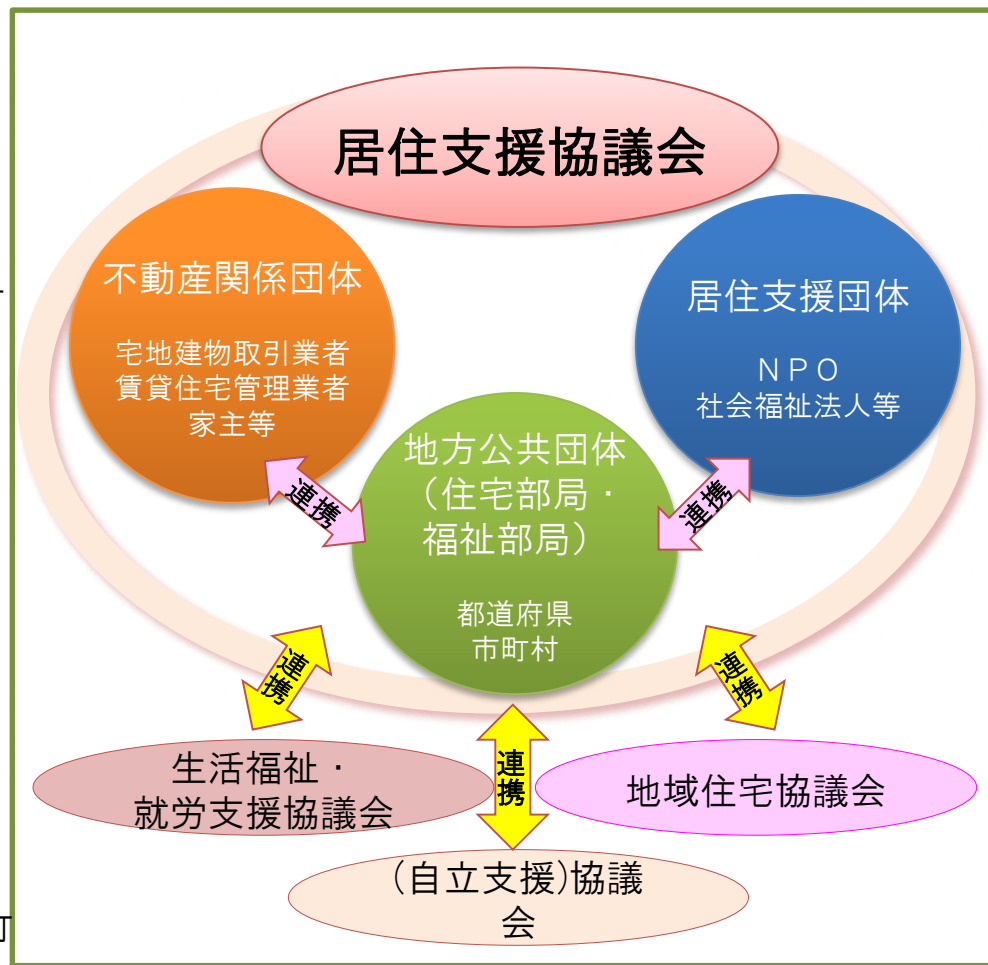 居住支援協議会
不動産関係団体
宅地建物取引業者
賃貸住宅管理業者
家主等
居住支援団体
ＮＰＯ
社会福祉法人等
地方公共団体
（住宅部局・
福祉部局）
都道府県
市町村
連携
連携
連携
連携
連携
生活福祉・
就労支援協議会
地域住宅協議会
(自立支援)協議
会